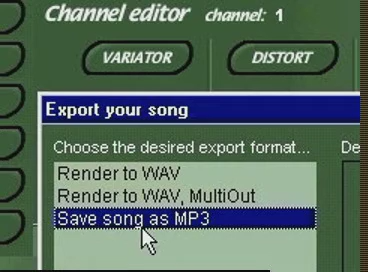 Channel editor channel: 1
VARIATOR DISTORT
Export your song
Choose the desired export format... De
Render to WAV
Render to WAV, MultiOut
Save song as MP3